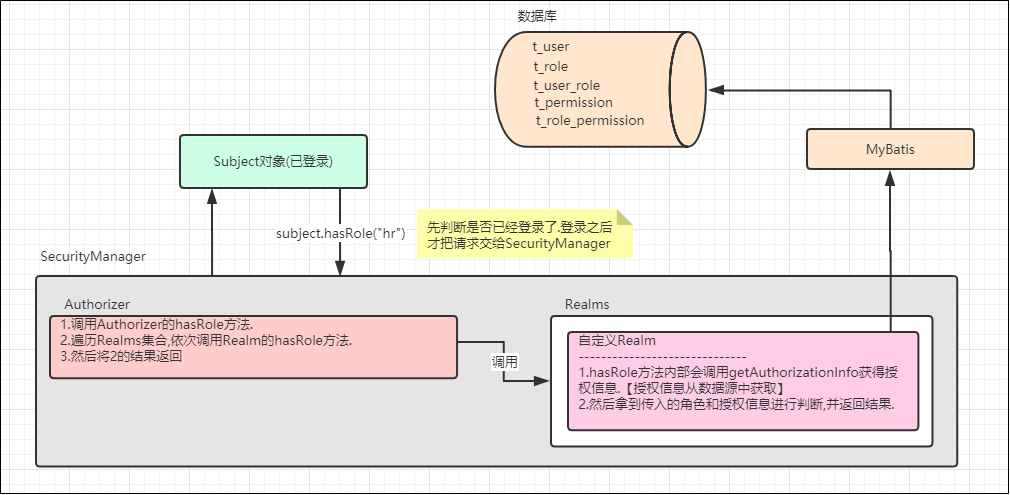 数据库
t_user
t_role
t_user_role
t_permission
t_role_permission
MyBatis
Subject对象(已登录)
subject.hasRole("hr")
先判断是否已经登录了.登录之后
才把请求交给SecurityManager
SecurityManager
Authorizer
1.调用Authorizer的hasRole方法.
2.遍历Realms集合,依次调用Realm的hasRole方法.
3.然后将2的结果返回
调用
Realms
自定义Realm
------------------------------
1.hasRole方法内部会调用getAuthorizationInfo获得授
权信息.【授权信息从数据源中获取】
2.然后拿到传入的角色和授权信息进行判断,并返回结果.